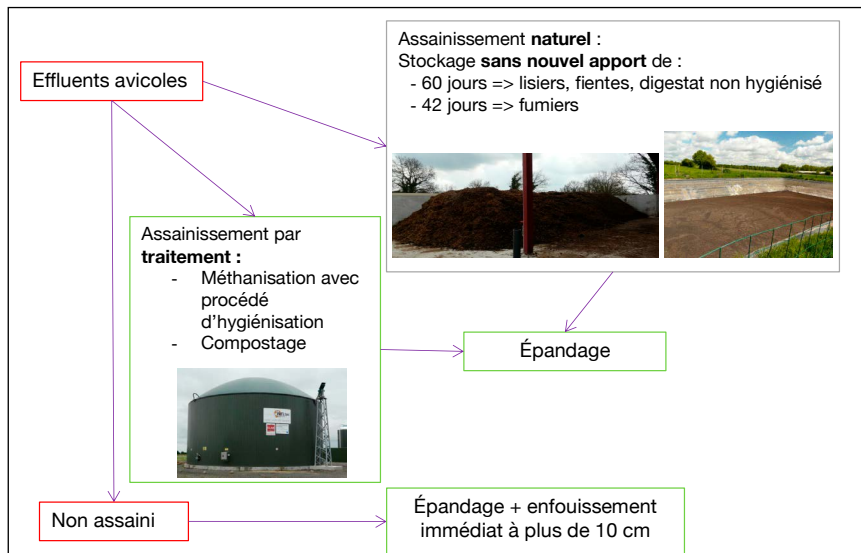 Assainissement naturel :
Stockage sans nouvel apport de :
- 60 jours => lisiers, fientes, digestat non hygiénisé
- 42 jours => fumiers
Effluents avicoles
Assainissement par
traitement :
- Méthanisation avec
procédé
d'hygiénisation
- Compostage
Épandage
Non assaini
Épandage + enfouissement
immédiat à plus de 10 cm